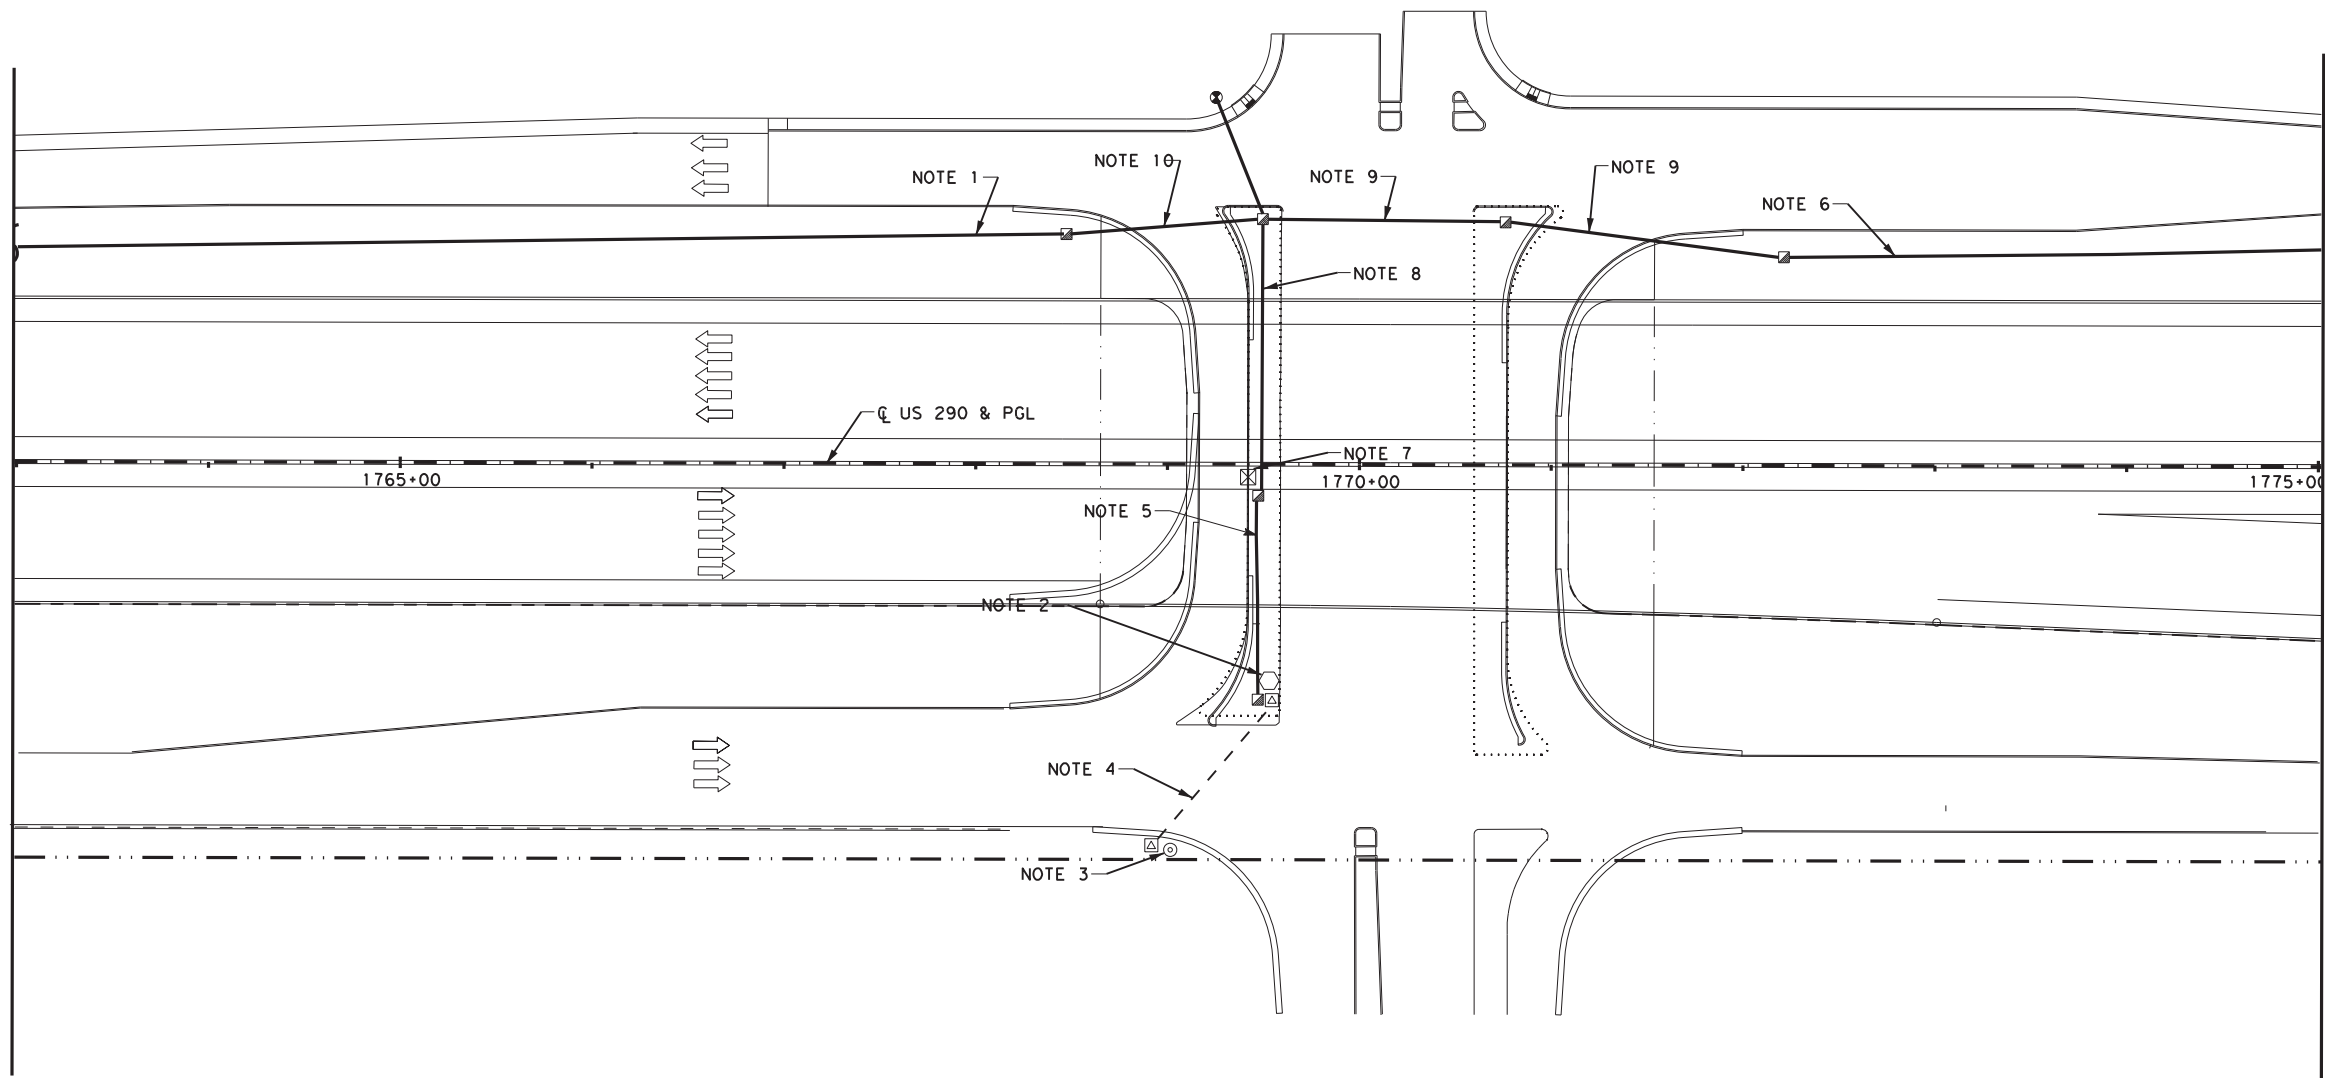 NOTE 10
NOTE 1
NOTE 9
NOTE 9
NOTE 6
NOTE 8
℄ US 290 & PGL
NOTE 7
1765+00
1770+00
1775+00
NOTE 5
NOTE 2
NOTE 4
NOTE 3